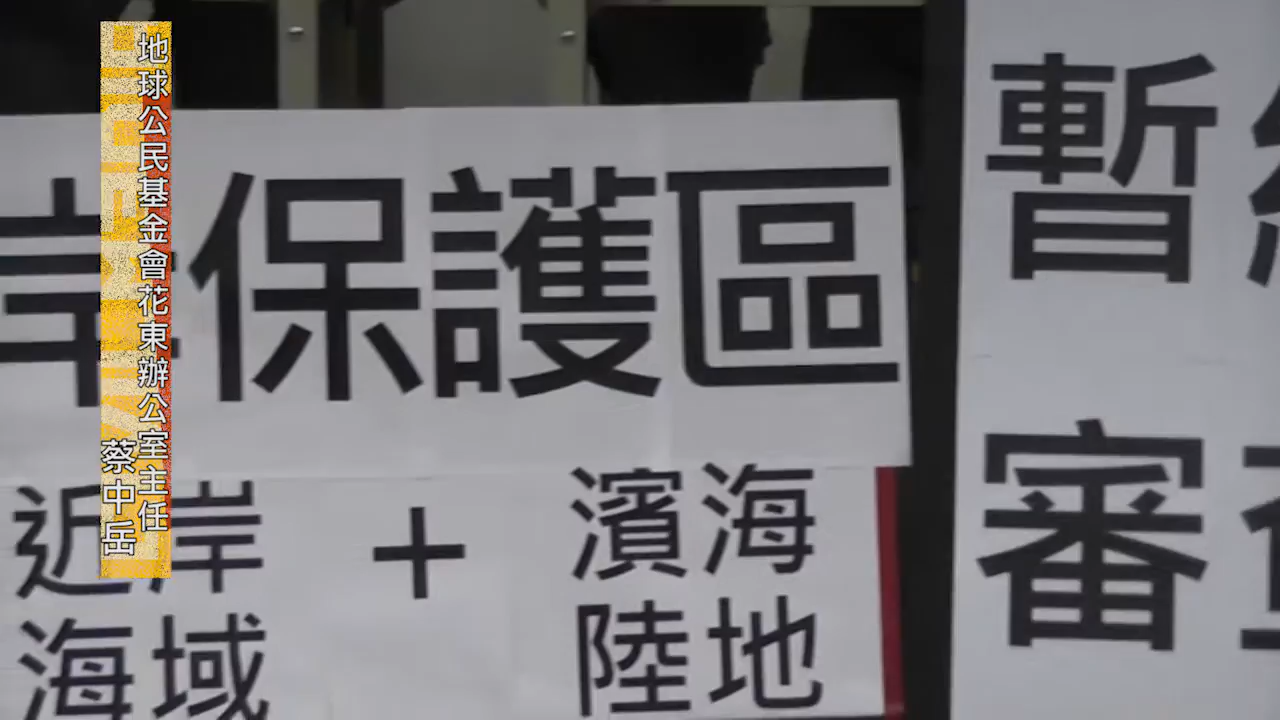 地球公民基金會花東辦公室主任
蔡中岳
岸保護區
近岸
海域
+
濱海
陸地
暫
審